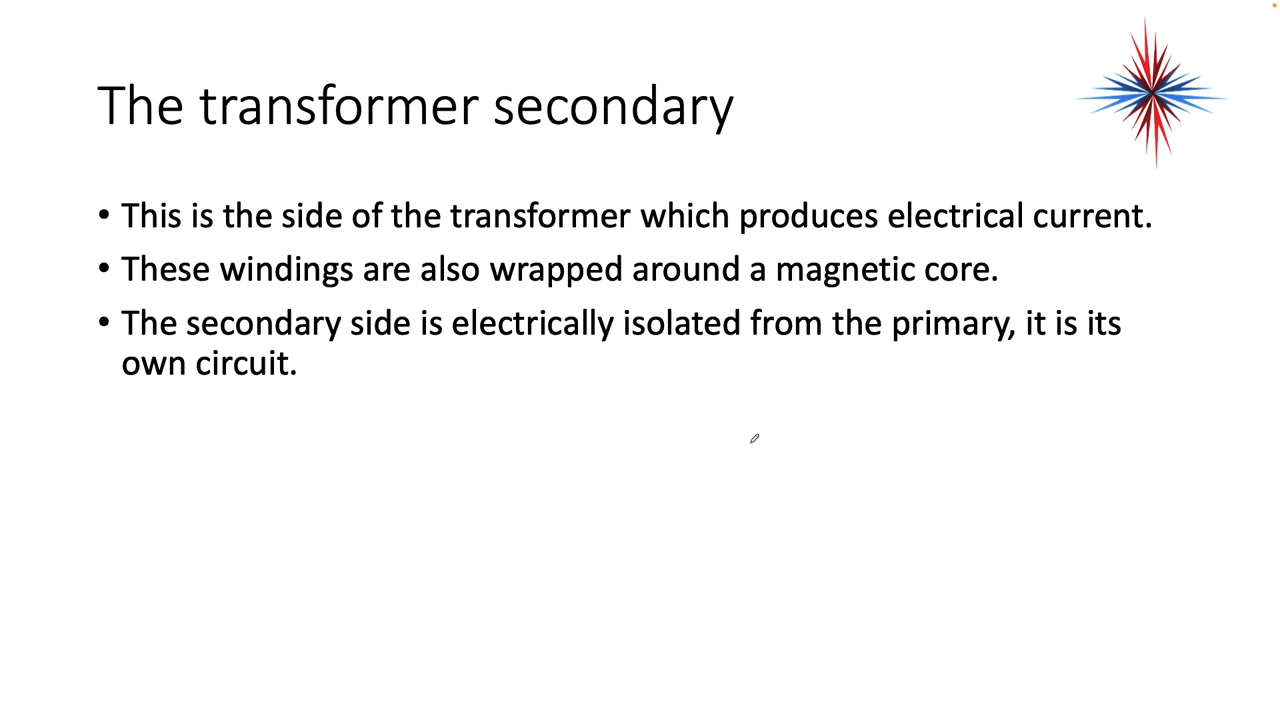 The transformer secondary
• This is the side of the transformer which produces electrical current.
• These windings are also wrapped around a magnetic core.
• The secondary side is electrically isolated from the primary, it is its
own circuit.